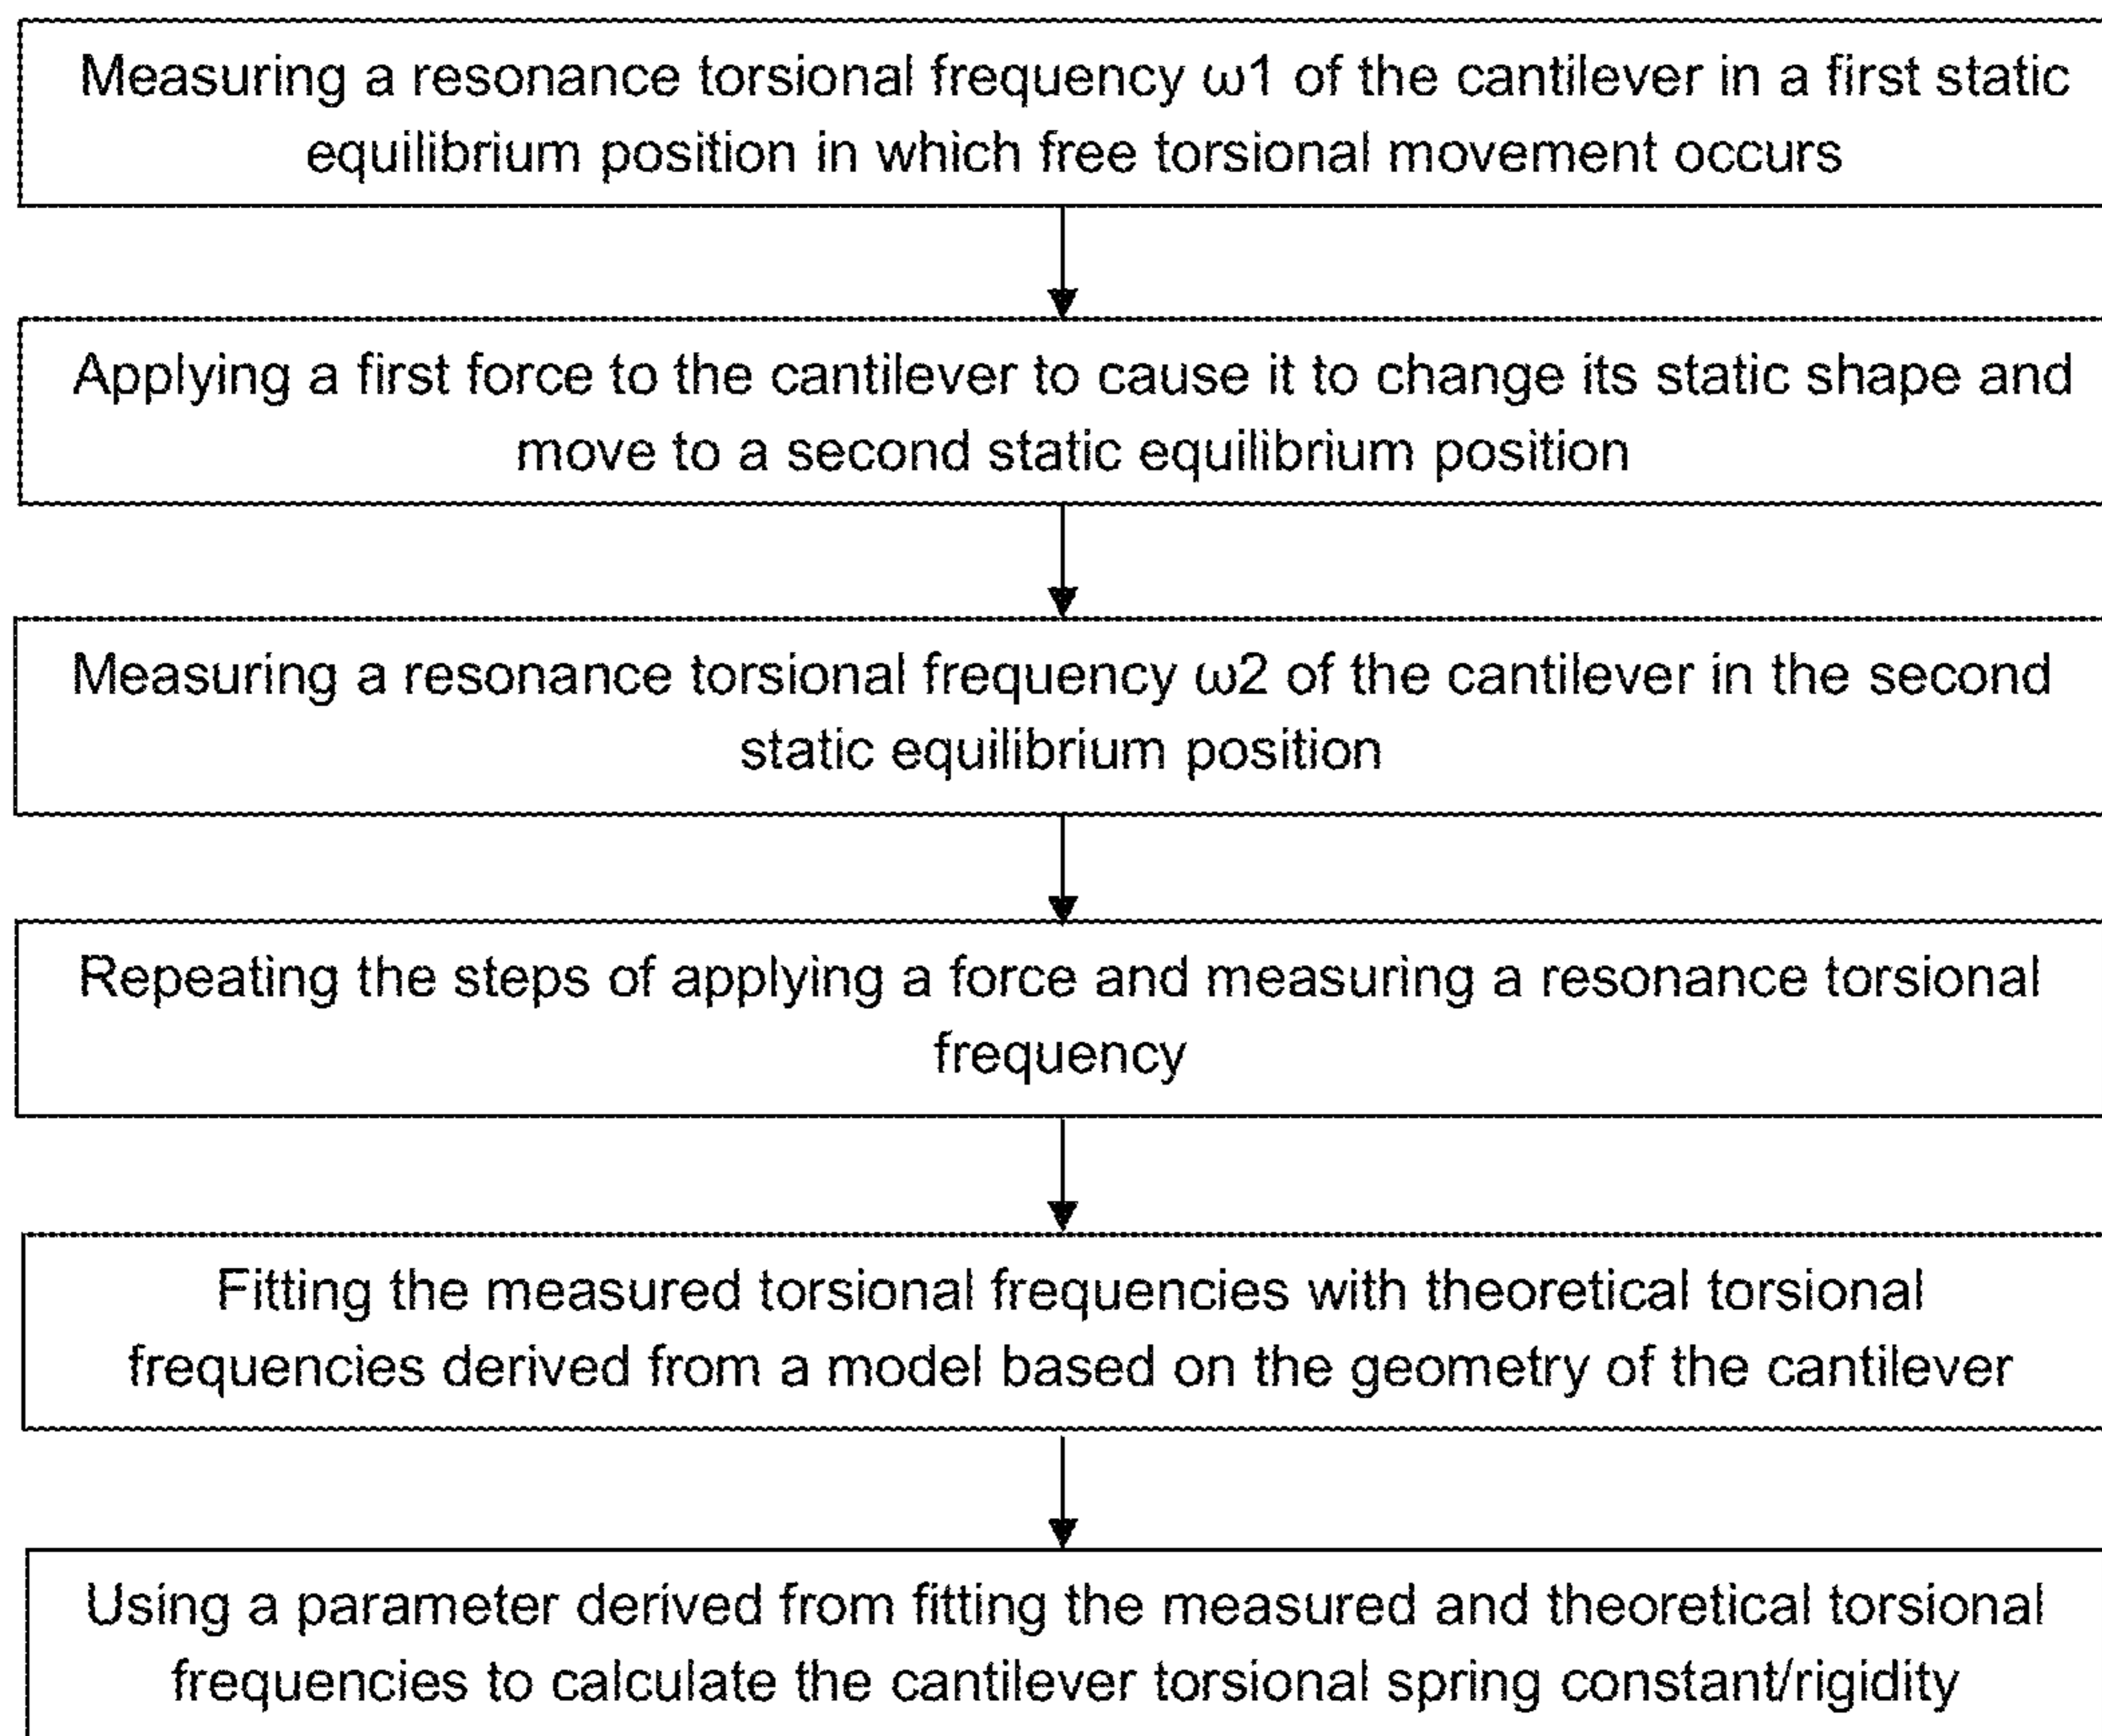 Measuring a resonance torsional frequency ω1 of the cantilever in a first static
equilibrium position in which free torsional movement occurs
Applying a first force to the cantilever to cause it to change its static shape and
move to a second static equilibrium position
Measuring a resonance torsional frequency ω2 of the cantilever in the second
static equilibrium position
Repeating the steps of applying a force and measuring a resonance torsional
frequency
Fitting the measured torsional frequencies with theoretical torsional
frequencies derived from a model based on the geometry of the cantilever
Using a parameter derived from fitting the measured and theoretical torsional
frequencies to calculate the cantilever torsional spring constant/rigidity